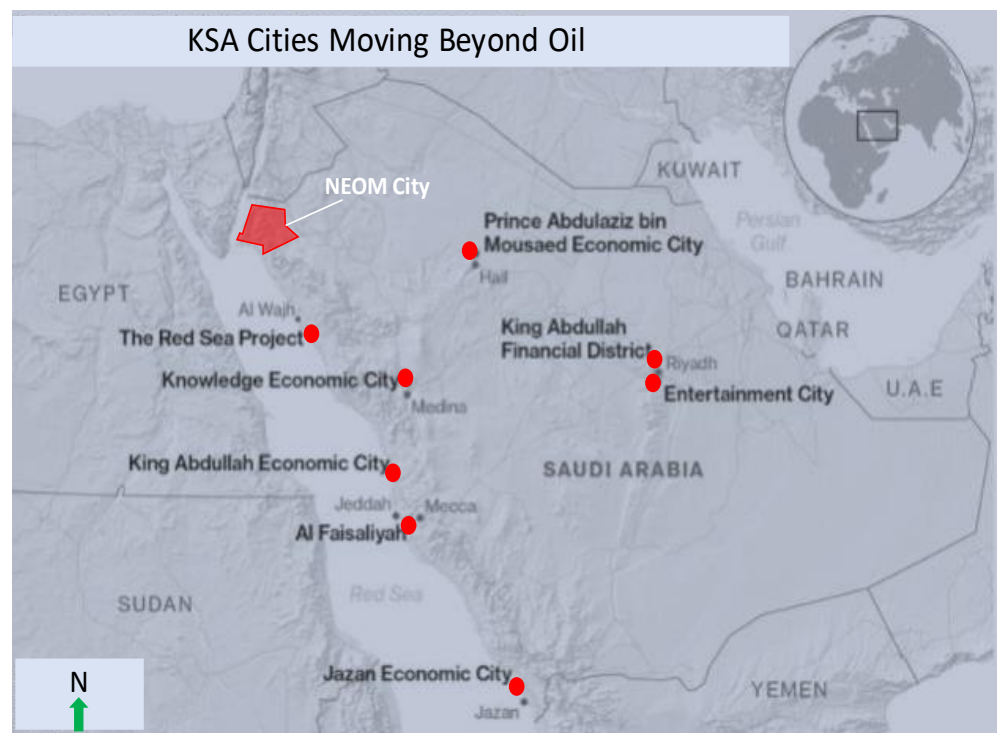 KSA Cities Moving Beyond Oil
KUWAIT
NEOM City
Prince Abdulaziz bin
Mousaed Economic City
Persian
Gulf
Hail
BAHRAIN
EGYPT
Al Wajh
The Red Sea Project
King Abdullah
Financial District
QATAR
Riyadh
Knowledge Economic City
Entertainment City
U.A.E
Medina
King Abdullah Economic City
SAUDI ARABIA
Jeddah
Mecca
Al Faisaliyah
Red Sea
SUDAN
Jazan Economic City
YEMEN
Jazan
N